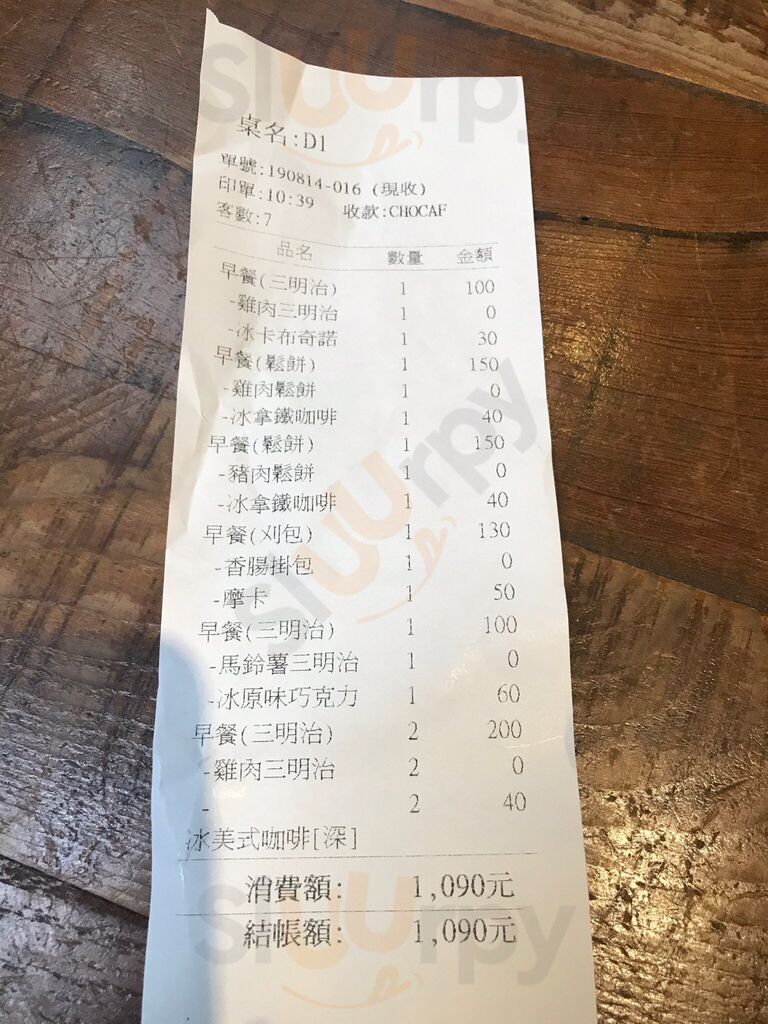 桌名:D1
單號:190814-016 (現收)
印單:10:39 收款:CHOCAF
客數:7
品名 數量 金額
早餐(三明治) 1 100
-雞肉三明治 1 0
-冰卡布奇諾 1 30
早餐(鬆餅) 1 150
-雞肉鬆餅 1 0
-冰拿鐵咖啡 1 40
早餐(鬆餅) 1 150
-豬肉鬆餅 1 0
-冰拿鐵咖啡 1 40
早餐(刈包) 1 130
-香腸掛包 1 0
-摩卡 1 50
早餐(三明治) 1 100
-馬鈴薯三明治 1 0
-冰原味巧克力 1 60
早餐(三明治) 2 200
-雞肉三明治 2 0
- 2 40
冰美式咖啡[深]
消費額: 1,090元
結帳額: 1,090元
sluurpy
sluurpy
sluurpy